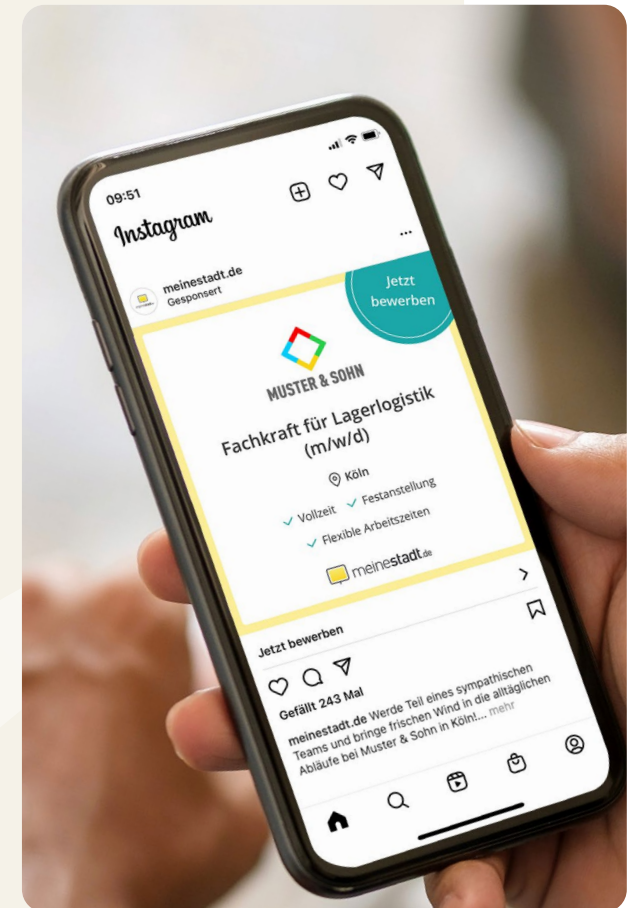 09:51
Instagram
meinestadt.de
Gesponsert
Jetzt
bewerben
MUSTER & SOHN
Fachkraft für Lagerlogistik
(m/w/d)
Köln
Vollzeit Festanstellung
Flexible Arbeitszeiten
meinestadt.de
Jetzt bewerben
Gefällt 243 Mal
meinestadt.de Werde Teil eines sympathischen
Teams und bringe frischen Wind in die alltäglichen
Abläufe bei Muster & Sohn in Köln!... mehr